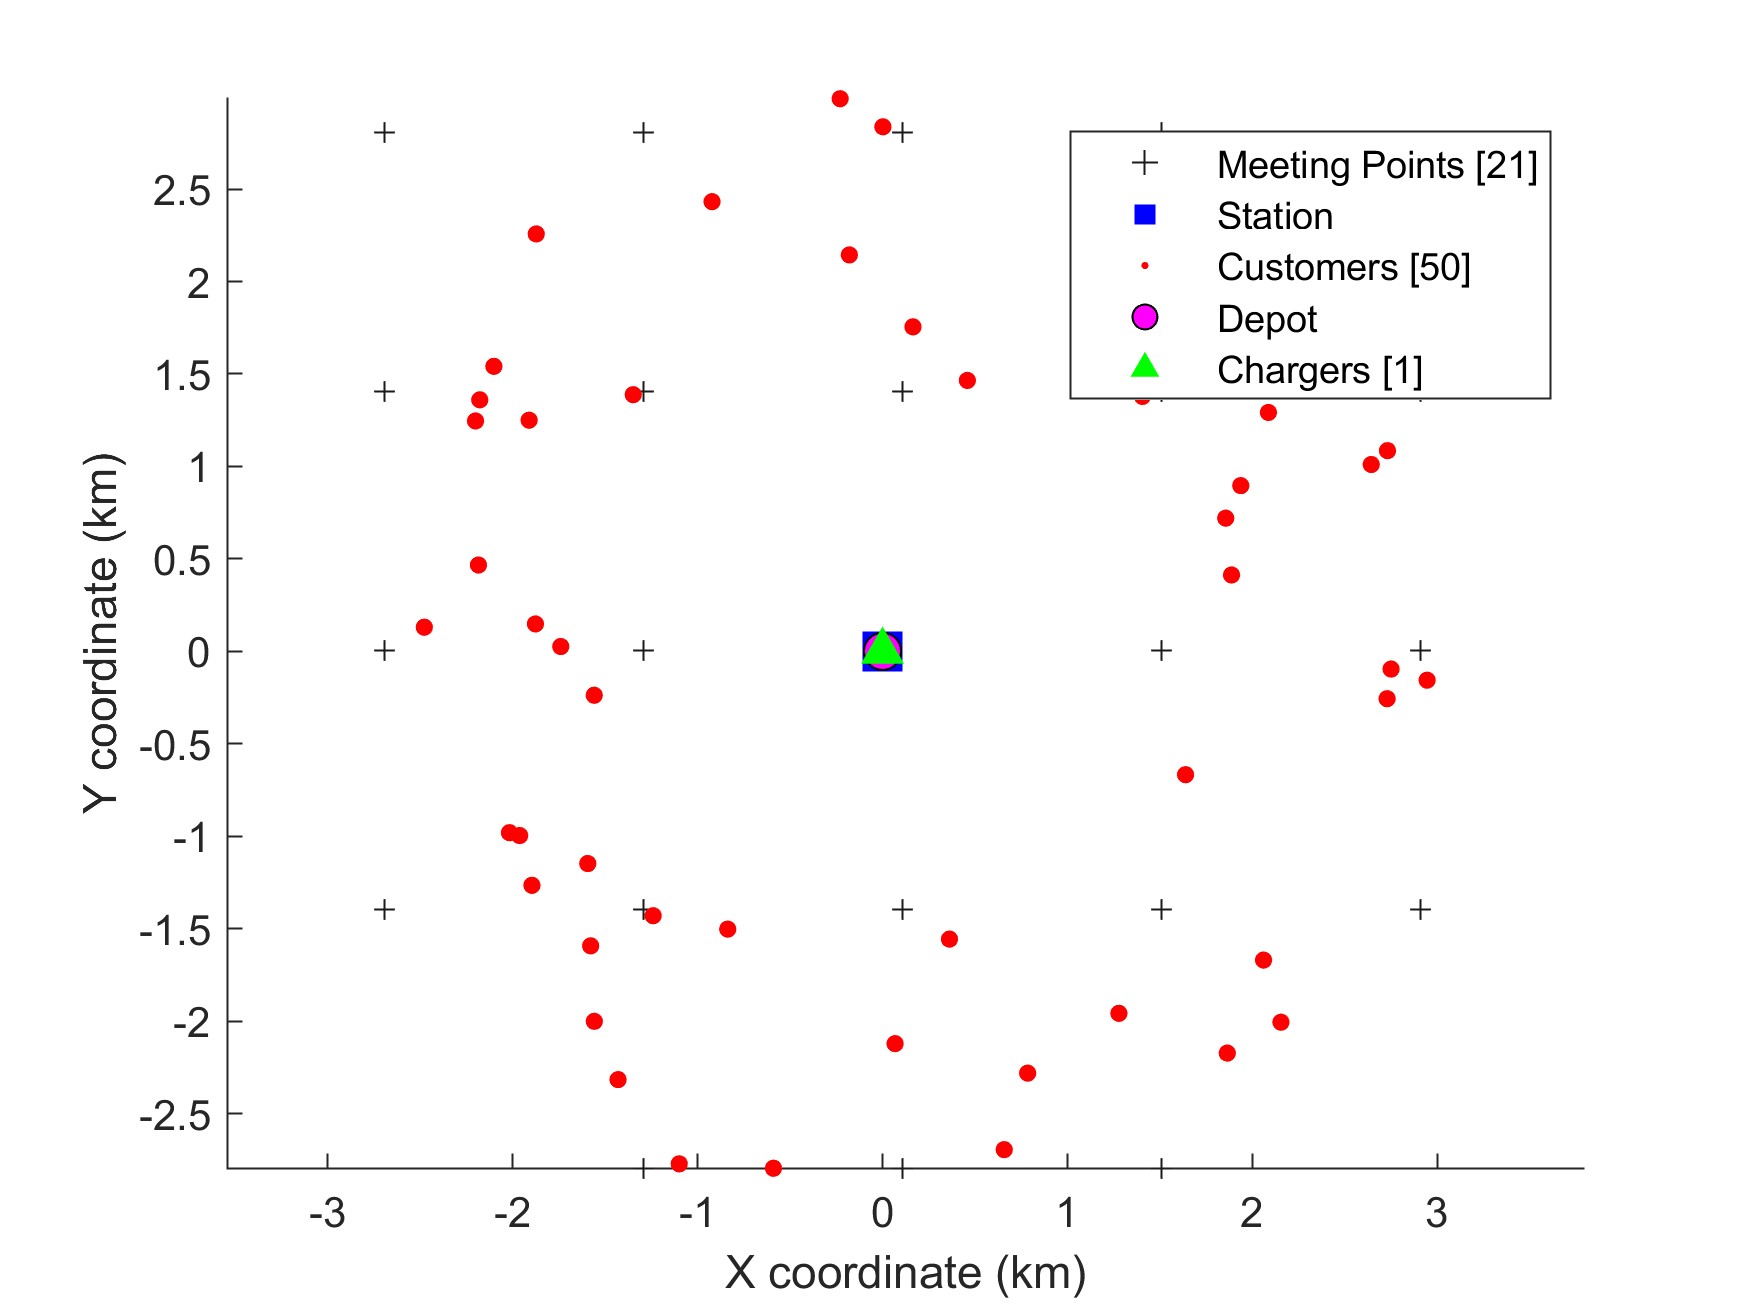 Meeting Points [21]
Station
Customers [50]
Depot
Chargers [1]
2.5
2
1.5
1
0.5
0
-0.5
-1
-1.5
-2
-2.5
Y coordinate (km)
-3 -2 -1 0 1 2 3
X coordinate (km)